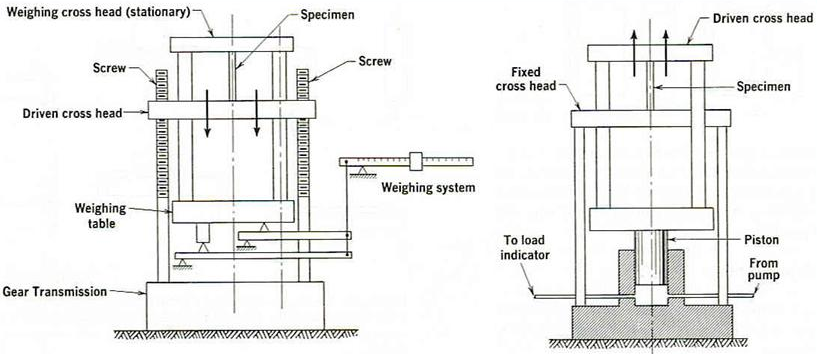 Weighing cross head (stationary)
Specimen
Screw
Screw
Driven cross head
Weighing system
Weighing
table
Gear Transmission
Driven cross head
Fixed
cross head
Specimen
To load
indicator
Piston
From
pump